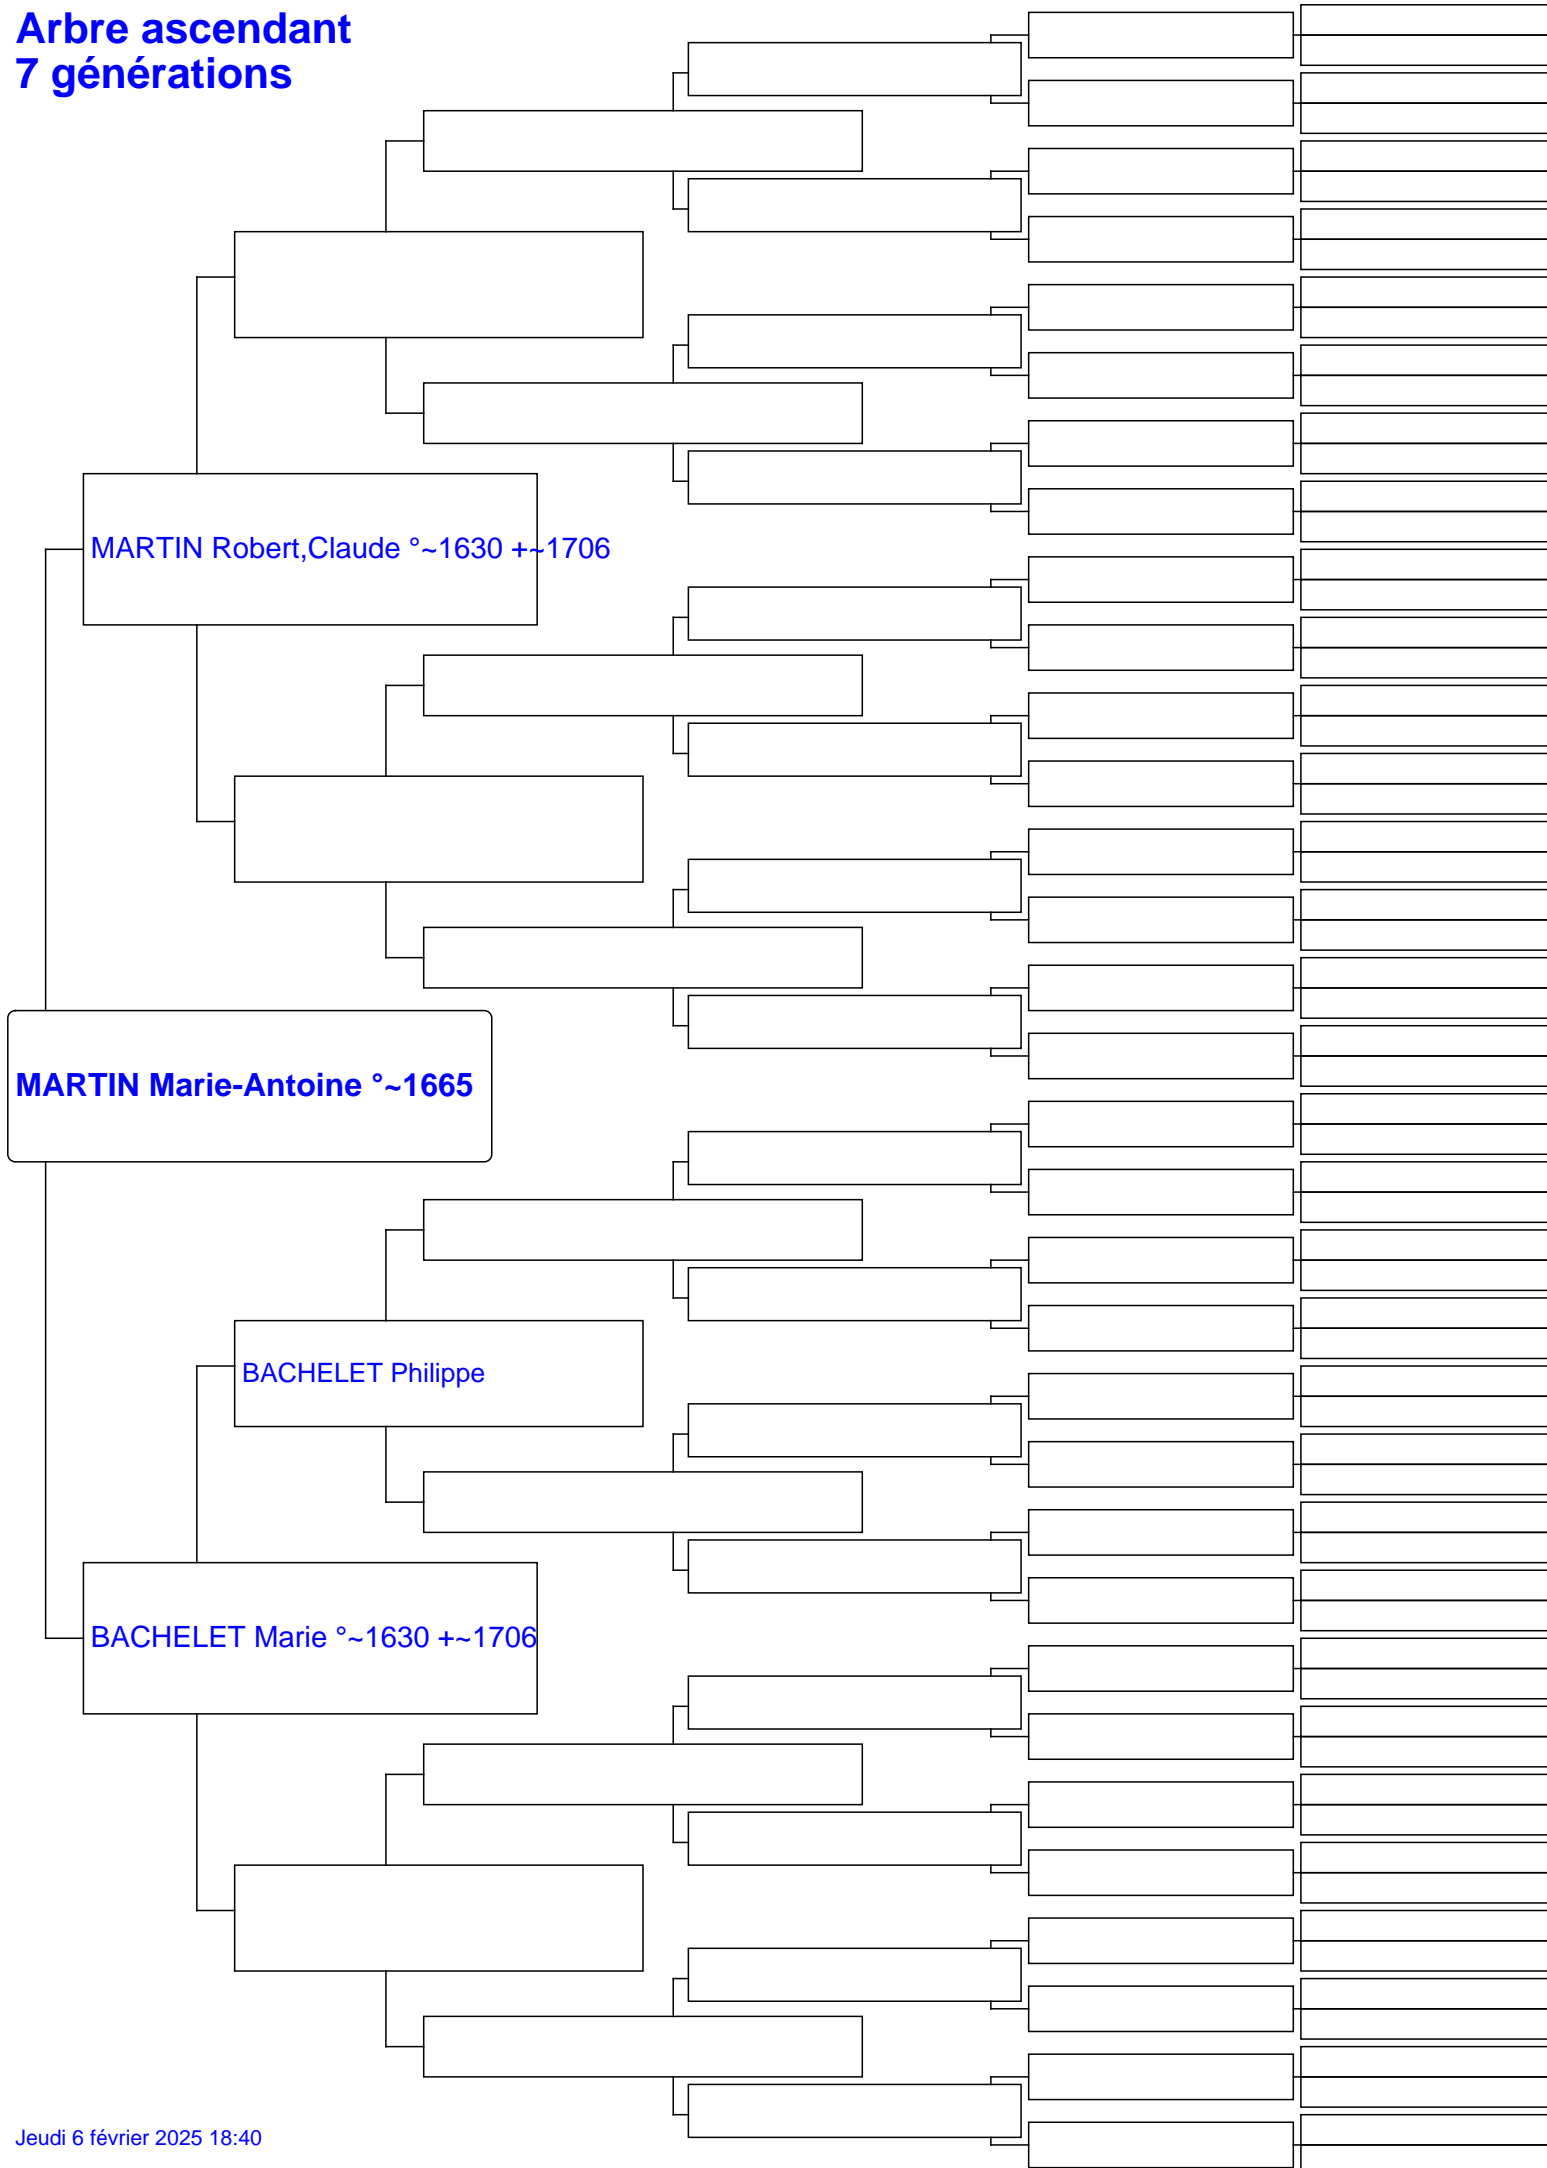 Arbre ascendant
7 générations
MARTIN Robert,Claude °~1630 +~1706
MARTIN Marie-Antoine °~1665
BACHELET Philippe
BACHELET Marie °~1630 +~1706
Jeudi 6 février 2025 18:40